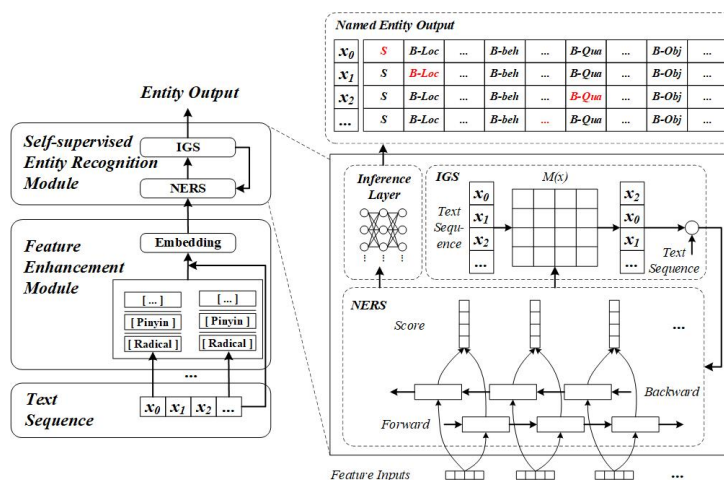 Entity Output
Self-supervised
Entity Recognition
Module
IGS
NERS
Feature
Enhancement
Module
Embedding
[ ... ] [ ... ]
[ Pinyin ] [ Pinyin ]
[ Radical ] [ Radical ]
...
Text
Sequence
x0 x1 x2 ...
Named Entity Output
x0 S B-Loc ... B-beh ... B-Qua ... B-Obj ...
x1 S B-Loc ... B-beh ... B-Qua ... B-Obj ...
x2 S B-Loc ... B-beh ... B-Qua ... B-Obj ...
... S B-Loc ... B-beh ... B-Qua ... B-Obj ...
Inference
Layer
IGS
M(x)
Text
Sequ-
ence
x0
x1
x2
...
x2
x0
x1
...
Text
Sequence
NERS
Score
...
Backward
Forward
Feature Inputs
...